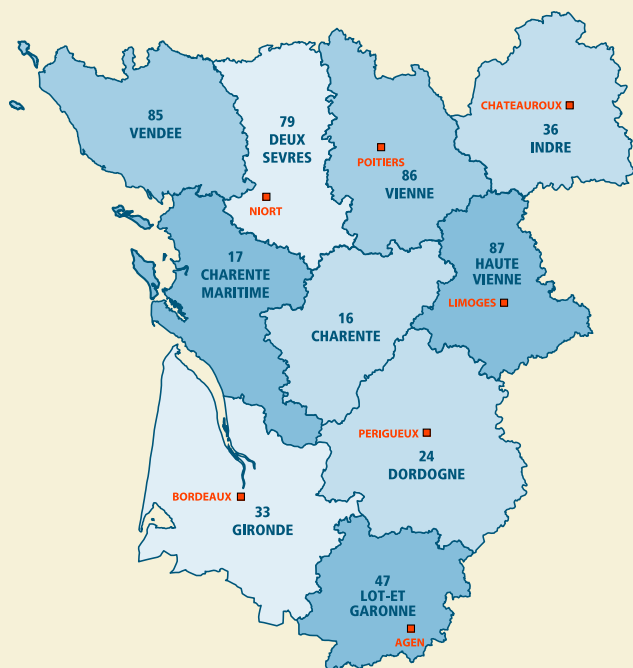 85
VENDEE
79
DEUX
SEVRES
CHATEAUROUX
36
INDRE
POITIERS
86
VIENNE
NIORT
17
CHARENTE
MARITIME
87
HAUTE
VIENNE
LIMOGES
16
CHARENTE
PERIGUEUX
24
DORDOGNE
BORDEAUX
33
GIRONDE
47
LOT-ET
GARONNE
AGEN